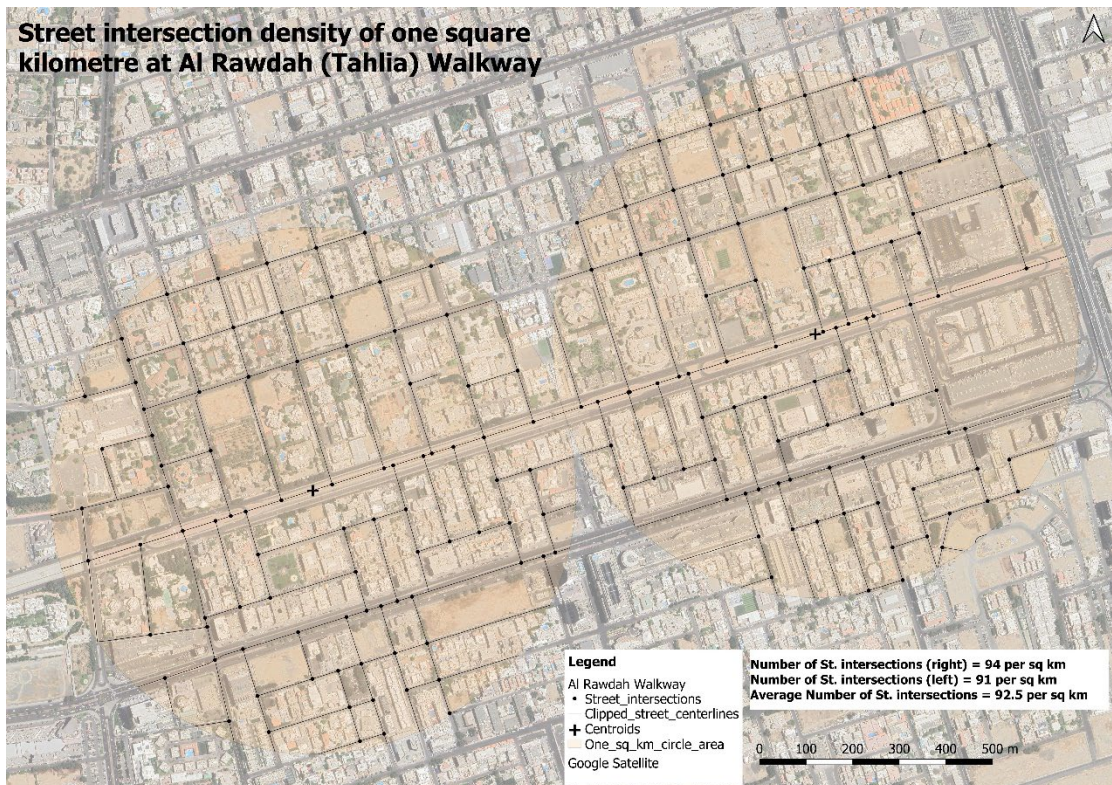 Street intersection density of one square
kilometre at Al Rawdah (Tahlia) Walkway
Legend
Al Rawdah Walkway
Street_intersections
Clipped_street_centerlines
Centroids
One_sq_km_circle_area
Google Satellite
Number of St. intersections (right) = 94 per sq km
Number of St. intersections (left) = 91 per sq km
Average Number of St. intersections = 92.5 per sq km
0 100 200 300 400 500 m